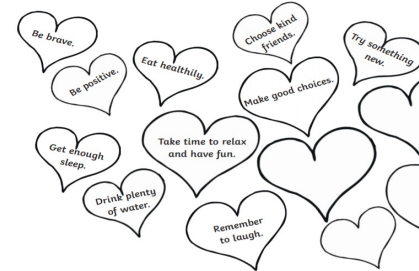 Be brave.
Be positive.
Eat healthily.
Choose kind
friends.
Try something
new.
Make good choices.
Get enough
sleep.
Take time to relax
and have fun.
Drink plenty
of water.
Remember
to laugh.